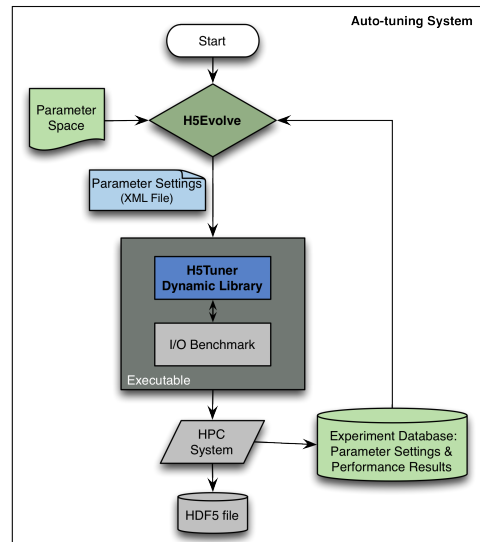 Auto-tuning System
Start
Parameter
Space
H5Evolve
Parameter Settings
(XML File)
H5Tuner
Dynamic Library
I/O Benchmark
Executable
HPC
System
Experiment Database:
Parameter Settings &
Performance Results
HDF5 file